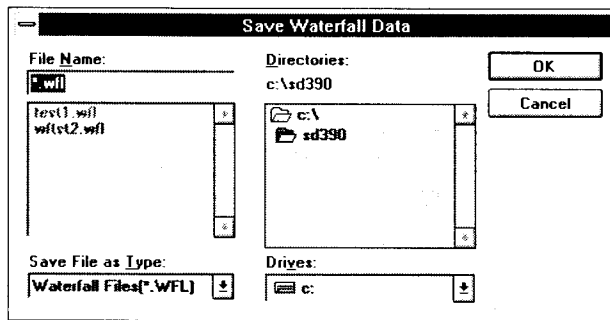 Save Waterfall Data
File Name:
*.wfl
test1.wfl
wftst2.wfl
Save File as Type:
Waterfall Files(*.WFL)
Directories:
c:\sd390
c:\
sd390
Drives:
c:
OK
Cancel